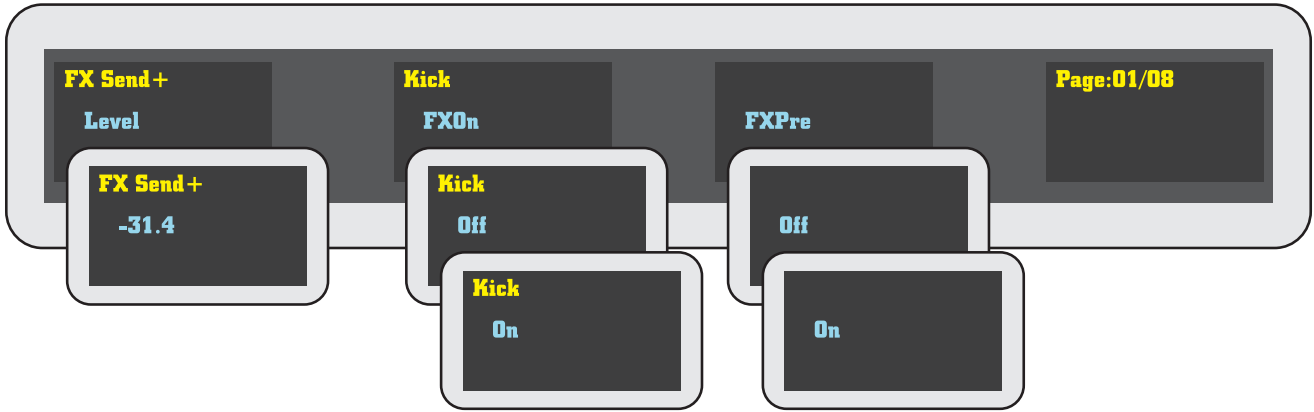 FX Send+
Level
Kick
FXOn
FXPre
Page:01/08
FX Send+
-31.4
Kick
Off
Off
Kick
On
On